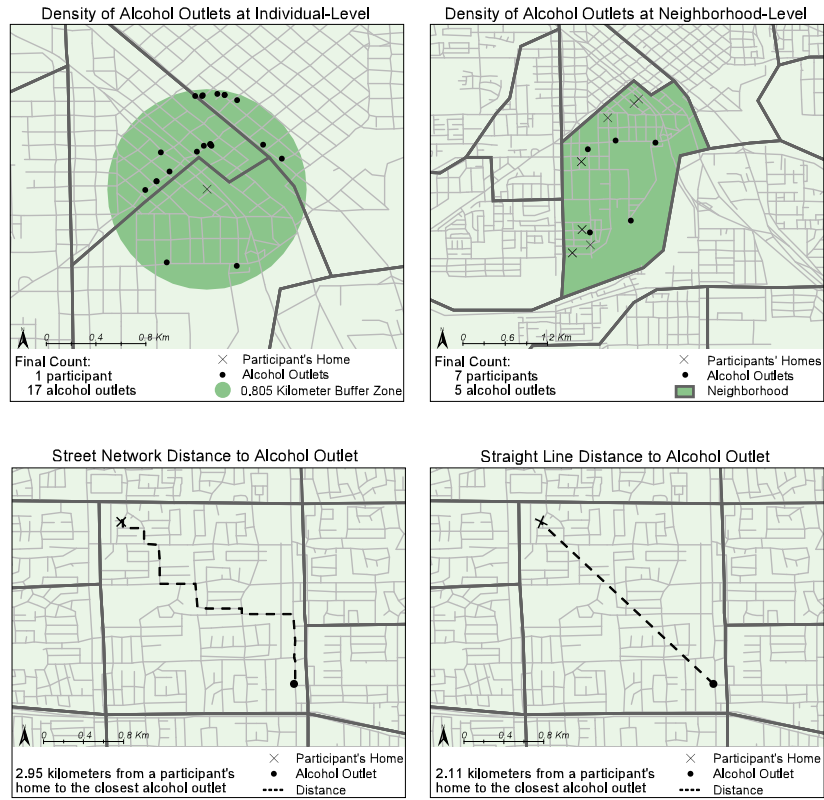 Density of Alcohol Outlets at Individual-Level
N
0 0.4 0.8 Km
Final Count:
1 participant
17 alcohol outlets
Participant's Home
Alcohol Outlets
0.805 Kilometer Buffer Zone
Density of Alcohol Outlets at Neighborhood-Level
N
0 0.6 1.2 Km
Final Count:
7 participants
5 alcohol outlets
Participants' Homes
Alcohol Outlets
Neighborhood
Street Network Distance to Alcohol Outlet
N
0 0.4 0.8 Km
2.95 kilometers from a participant's
home to the closest alcohol outlet
Participant's Home
Alcohol Outlet
Distance
Straight Line Distance to Alcohol Outlet
N
0 0.4 0.8 Km
2.11 kilometers from a participant's
home to the closest alcohol outlet
Participant's Home
Alcohol Outlet
Distance